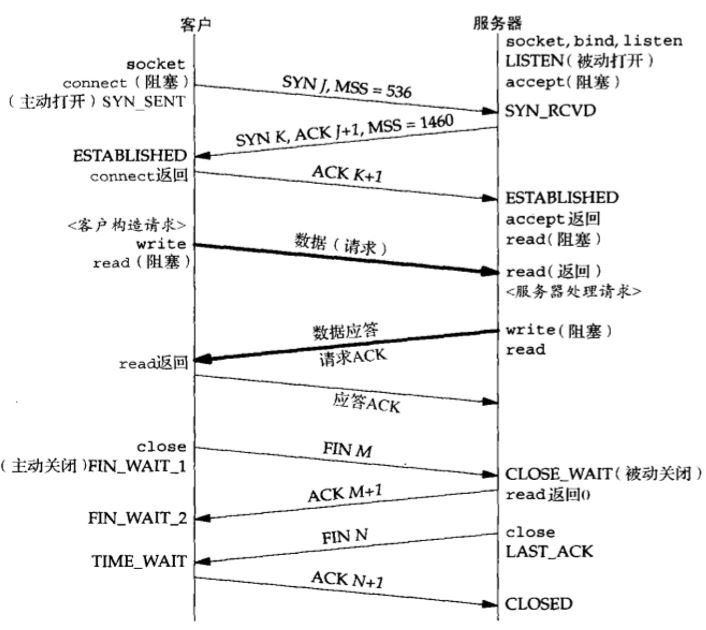 客户
服务器
socket
connect(阻塞)
(主动打开)SYN_SENT
socket, bind, listen
LISTEN(被动打开)
accept(阻塞)
SYN J, MSS = 536
SYN_RCVD
SYN K, ACK J+1, MSS = 1460
ESTABLISHED
connect返回
ACK K+1
ESTABLISHED
accept返回
read(阻塞)
<客户构造请求>
write
read(阻塞)
数据(请求)
read(返回)
<服务器处理请求>
数据应答
请求ACK
write(阻塞)
read
read返回
应答ACK
close
(主动关闭)FIN_WAIT_1
FIN M
CLOSE_WAIT(被动关闭)
read返回0
ACK M+1
FIN_WAIT_2
close
LAST_ACK
FIN N
TIME_WAIT
ACK N+1
CLOSED